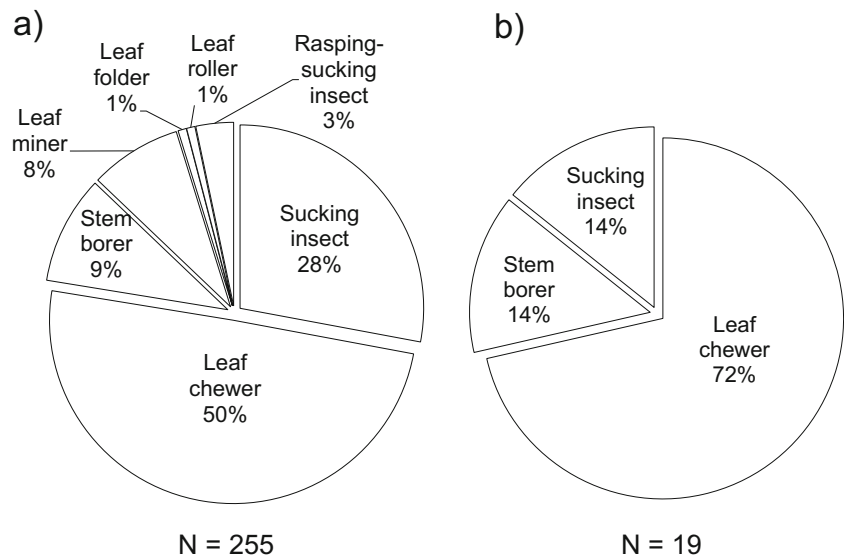 a)
Leaf
folder
1%
Leaf
roller
1%
Rasping-
sucking
insect
3%
Leaf
miner
8%
Stem
borer
9%
Sucking
insect
28%
Leaf
chewer
50%
N = 255
b)
Sucking
insect
14%
Stem
borer
14%
Leaf
chewer
72%
N = 19